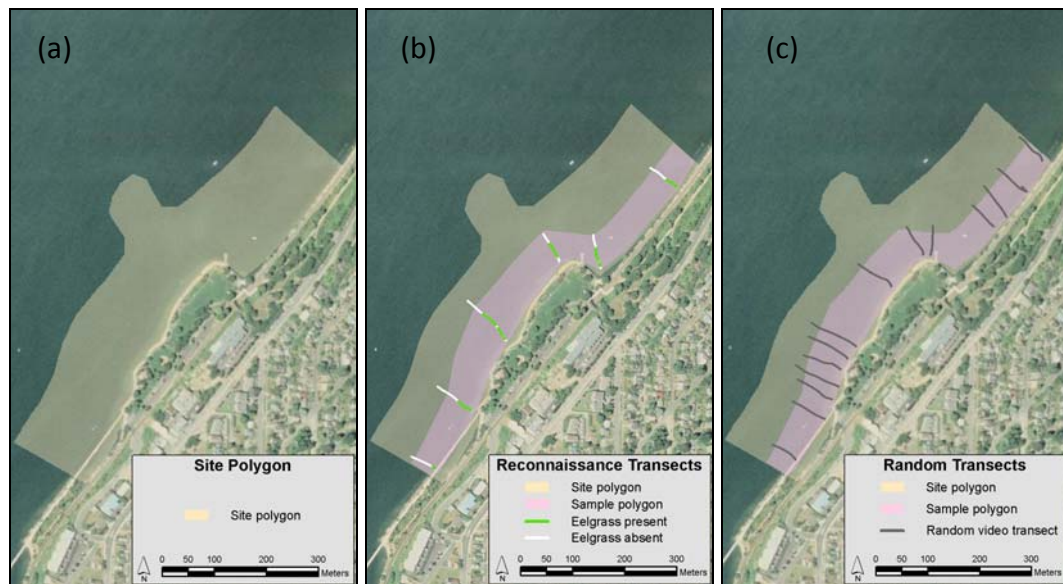 (a)
Site Polygon
Site polygon
0 50 100 200 300
Meters
N
(b)
Reconnaissance Transects
Site polygon
Sample polygon
Eelgrass present
Eelgrass absent
0 50 100 200 300
Meters
N
(c)
Random Transects
Site polygon
Sample polygon
Random video transect
0 50 100 200 300
Meters
N